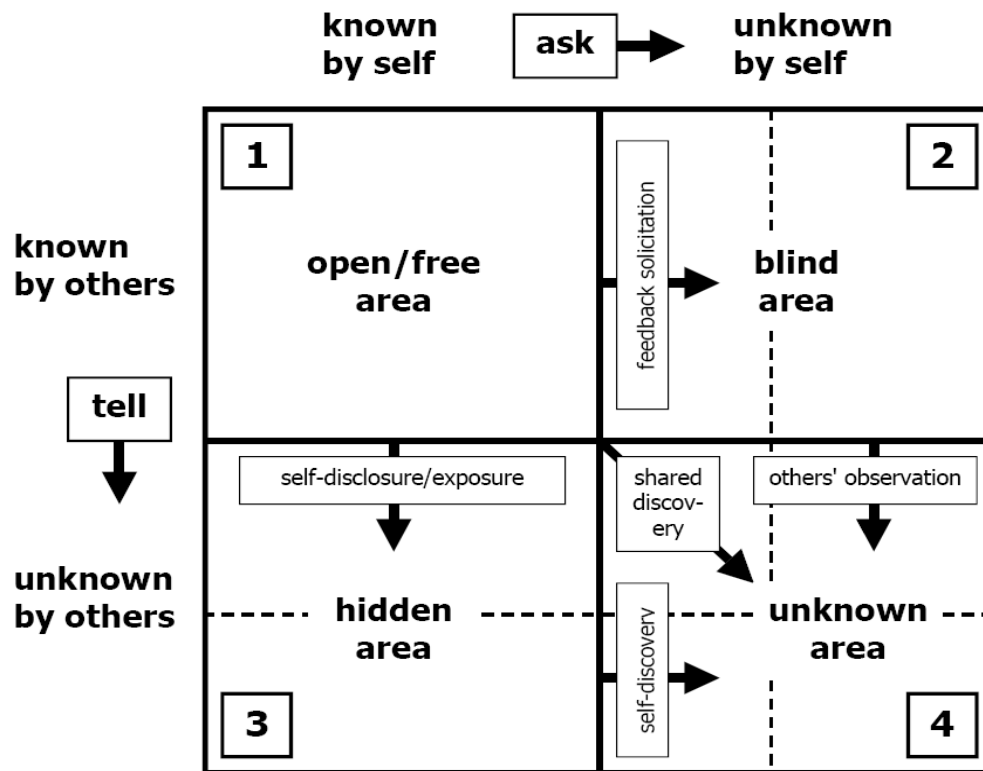 known
by self
ask
unknown
by self
1
2
known
by others
open/free
area
feedback solicitation
blind
area
tell
self-disclosure/exposure
shared
discov-
ery
others' observation
unknown
by others
hidden
area
self-discovery
unknown
area
3
4